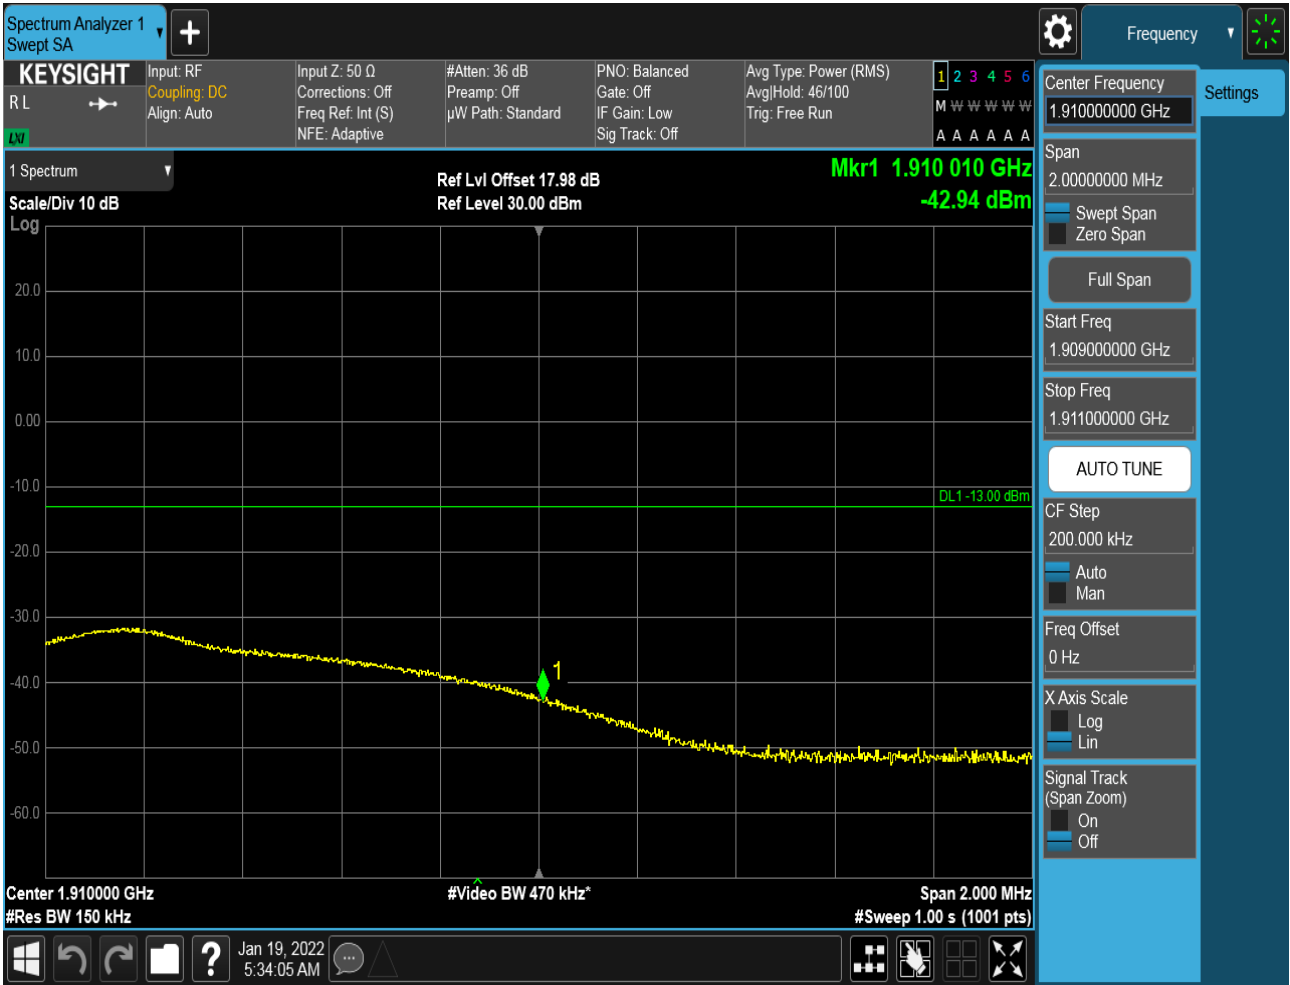 Spectrum Analyzer 1
Swept SA
Frequency
KEYSIGHT
R L
LXI
Input: RF
Coupling: DC
Align: Auto
Input Z: 50 Ω
Corrections: Off
Freq Ref: Int (S)
NFE: Adaptive
#Atten: 36 dB
Preamp: Off
µW Path: Standard
PNO: Balanced
Gate: Off
IF Gain: Low
Sig Track: Off
Avg Type: Power (RMS)
Avg|Hold: 46/100
Trig: Free Run
1 2 3 4 5 6
M W W W W W
A A A A A A
1 Spectrum
Scale/Div 10 dB
Log
Ref Lvl Offset 17.98 dB
Ref Level 30.00 dBm
Mkr1 1.910 010 GHz
-42.94 dBm
20.0
10.0
0.00
-10.0
DL1 -13.00 dBm
-20.0
-30.0
1
-40.0
-50.0
-60.0
Center 1.910000 GHz
#Video BW 470 kHz*
Span 2.000 MHz
#Res BW 150 kHz
#Sweep 1.00 s (1001 pts)
Center Frequency
1.910000000 GHz
Settings
Span
2.00000000 MHz
Swept Span
Zero Span
Full Span
Start Freq
1.909000000 GHz
Stop Freq
1.911000000 GHz
AUTO TUNE
CF Step
200.000 kHz
Auto
Man
Freq Offset
0 Hz
X Axis Scale
Log
Lin
Signal Track
(Span Zoom)
On
Off
?
Jan 19, 2022
5:34:05 AM